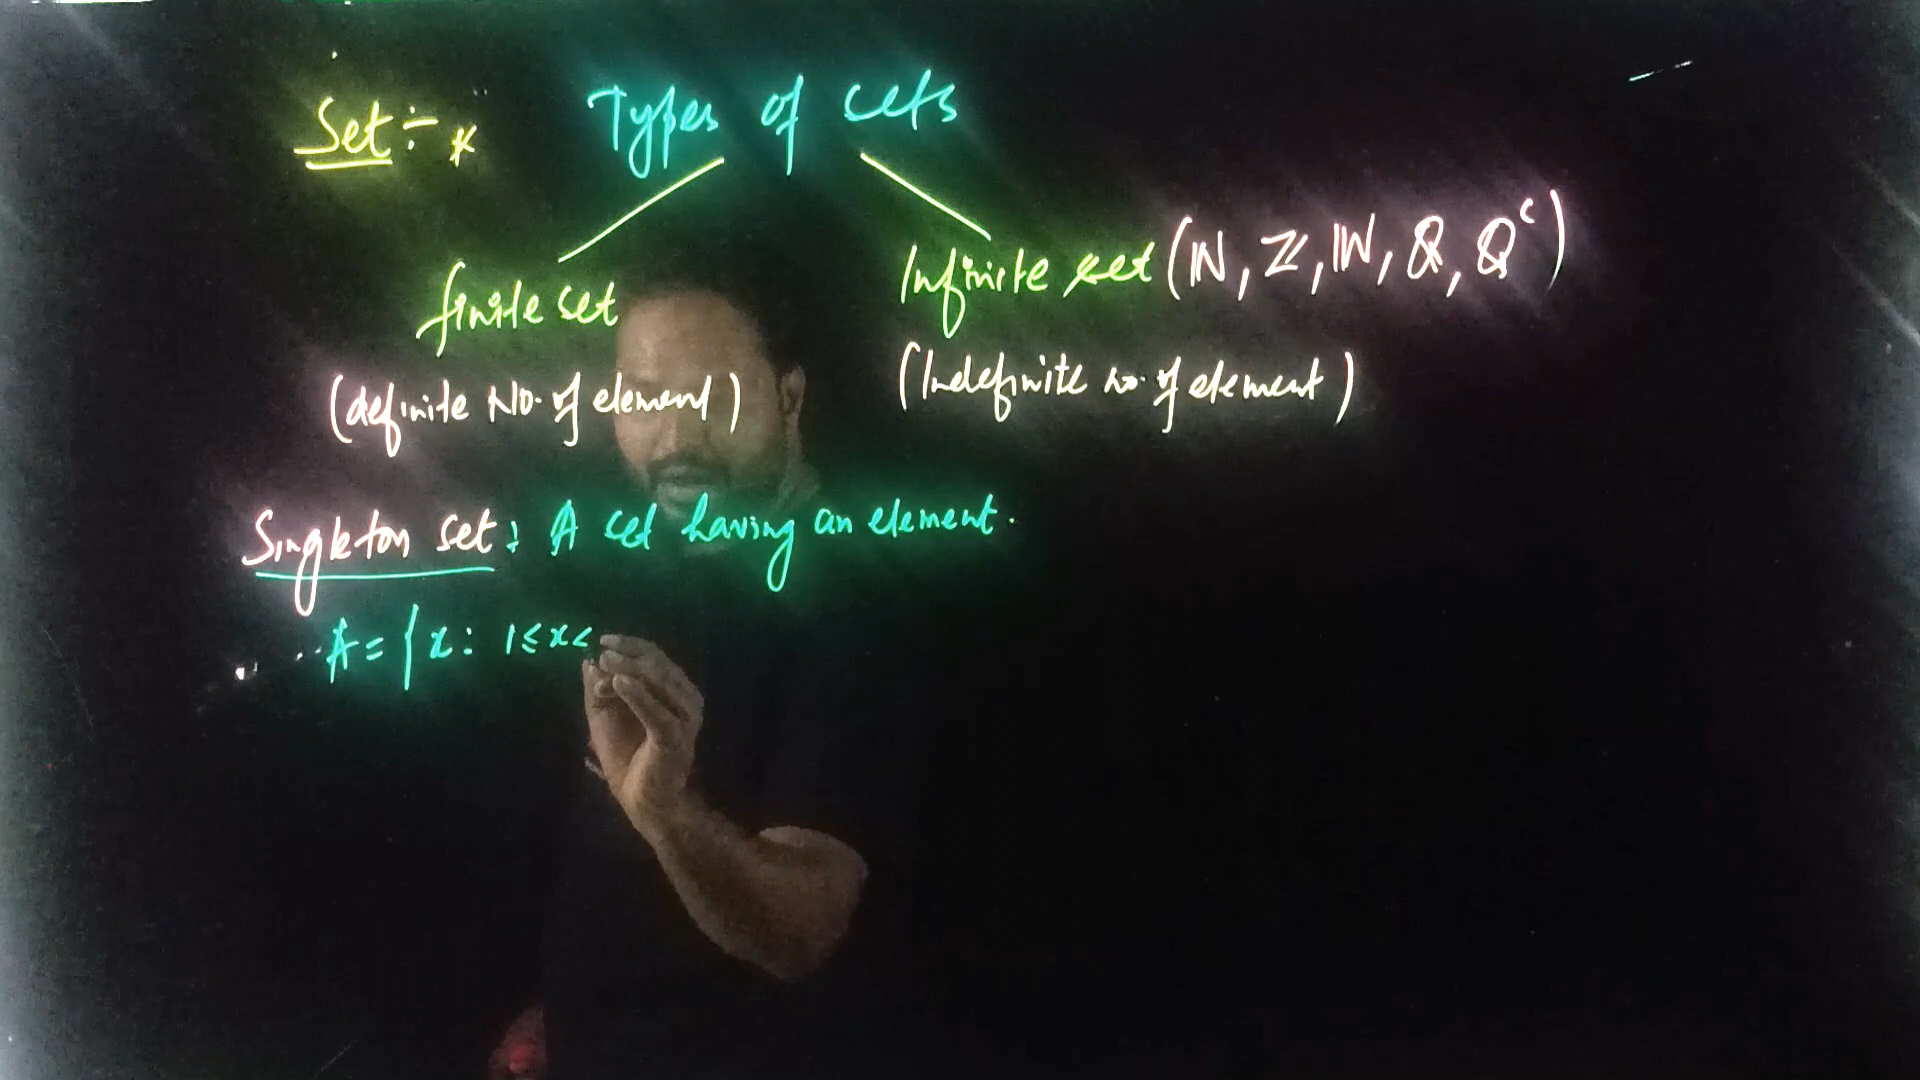 Set÷ *
Types of sets
finite set
Infinite set (ℕ, ℤ, 𝕎, ℚ, ℚᶜ)
(definite No. of element)
(Indefinite no. of element)
Singleton set : A set having an element.
A = { x : 1 ≤ x <